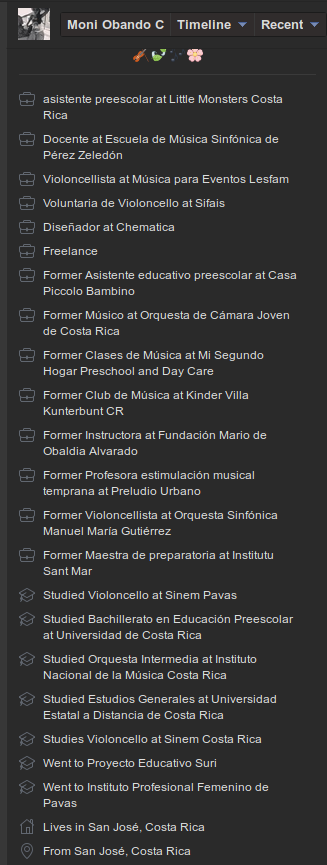 Moni Obando C Timeline Recent
asistente preescolar at Little Monsters Costa
Rica
Docente at Escuela de Música Sinfónica de
Pérez Zeledón
Violoncellista at Música para Eventos Lesfam
Voluntaria de Violoncello at Sifais
Diseñador at Chematica
Freelance
Former Asistente educativo preescolar at Casa
Piccolo Bambino
Former Músico at Orquesta de Cámara Joven
de Costa Rica
Former Clases de Música at Mi Segundo
Hogar Preschool and Day Care
Former Club de Música at Kinder Villa
Kunterbunt CR
Former Instructora at Fundación Mario de
Obaldia Alvarado
Former Profesora estimulación musical
temprana at Preludio Urbano
Former Violoncellista at Orquesta Sinfónica
Manuel María Gutiérrez
Former Maestra de preparatoria at Institutu
Sant Mar
Studied Violoncello at Sinem Pavas
Studied Bachillerato en Educación Preescolar
at Universidad de Costa Rica
Studied Orquesta Intermedia at Instituto
Nacional de la Música Costa Rica
Studied Estudios Generales at Universidad
Estatal a Distancia de Costa Rica
Studies Violoncello at Sinem Costa Rica
Went to Proyecto Educativo Suri
Went to Instituto Profesional Femenino de
Pavas
Lives in San José, Costa Rica
From San José, Costa Rica